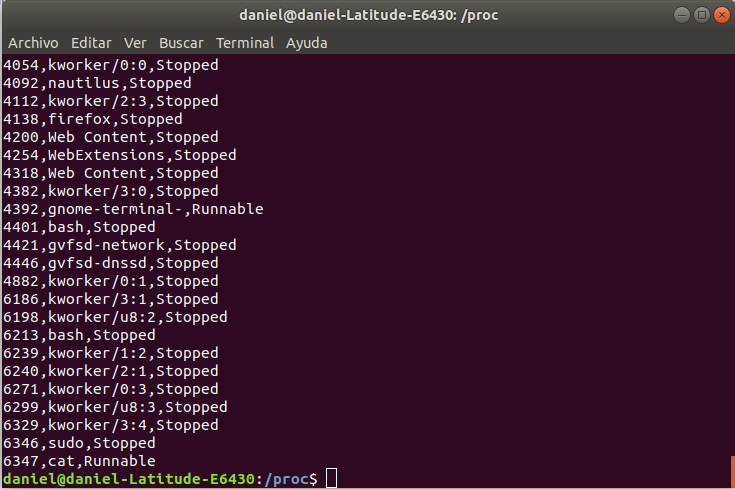 daniel@daniel-Latitude-E6430: /proc
Archivo Editar Ver Buscar Terminal Ayuda
4054,kworker/0:0,Stopped
4092,nautilus,Stopped
4112,kworker/2:3,Stopped
4138,firefox,Stopped
4200,Web Content,Stopped
4254,WebExtensions,Stopped
4318,Web Content,Stopped
4382,kworker/3:0,Stopped
4392,gnome-terminal-,Runnable
4401,bash,Stopped
4421,gvfsd-network,Stopped
4446,gvfsd-dnssd,Stopped
4882,kworker/0:1,Stopped
6186,kworker/3:1,Stopped
6198,kworker/u8:2,Stopped
6213,bash,Stopped
6239,kworker/1:2,Stopped
6240,kworker/2:1,Stopped
6271,kworker/0:3,Stopped
6299,kworker/u8:3,Stopped
6329,kworker/3:4,Stopped
6346,sudo,Stopped
6347,cat,Runnable
daniel@daniel-Latitude-E6430:/proc$